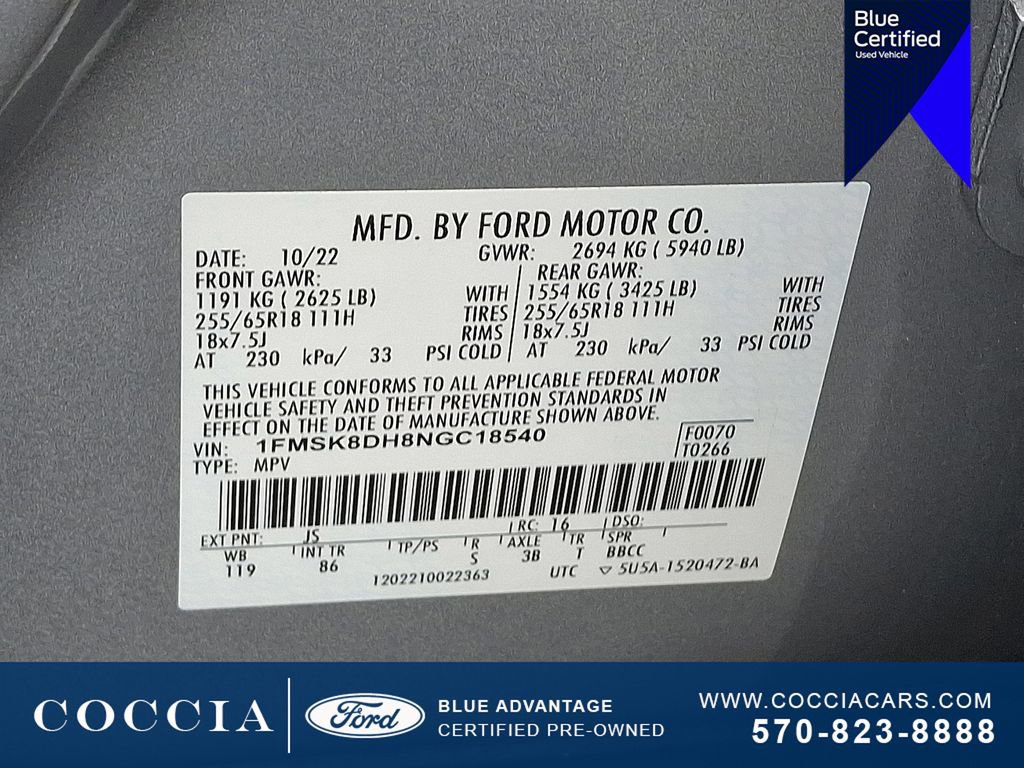 Blue
Certified
Used Vehicle
MFD. BY FORD MOTOR CO.
DATE: 10/22 GVWR: 2694 KG ( 5940 LB)
FRONT GAWR: REAR GAWR:
1191 KG ( 2625 LB) WITH 1554 KG ( 3425 LB) WITH
255/65R18 111H TIRES 255/65R18 111H TIRES
18x7.5J RIMS 18x7.5J RIMS
AT 230 kPa/ 33 PSI COLD AT 230 kPa/ 33 PSI COLD
THIS VEHICLE CONFORMS TO ALL APPLICABLE FEDERAL MOTOR
VEHICLE SAFETY AND THEFT PREVENTION STANDARDS IN
EFFECT ON THE DATE OF MANUFACTURE SHOWN ABOVE.
VIN: 1FMSK8DH8NGC18540 F0070
TYPE: MPV T0266
EXT PNT: JS RC: 16 DSO:
WB INT TR TP/PS R AXLE TR SPR
119 86 S 3B T BBCC
1202210022363 UTC ▽ 5U5A-1520472-BA
COCCIA Ford BLUE ADVANTAGE
CERTIFIED PRE-OWNED
WWW.COCCIACARS.COM
570-823-8888